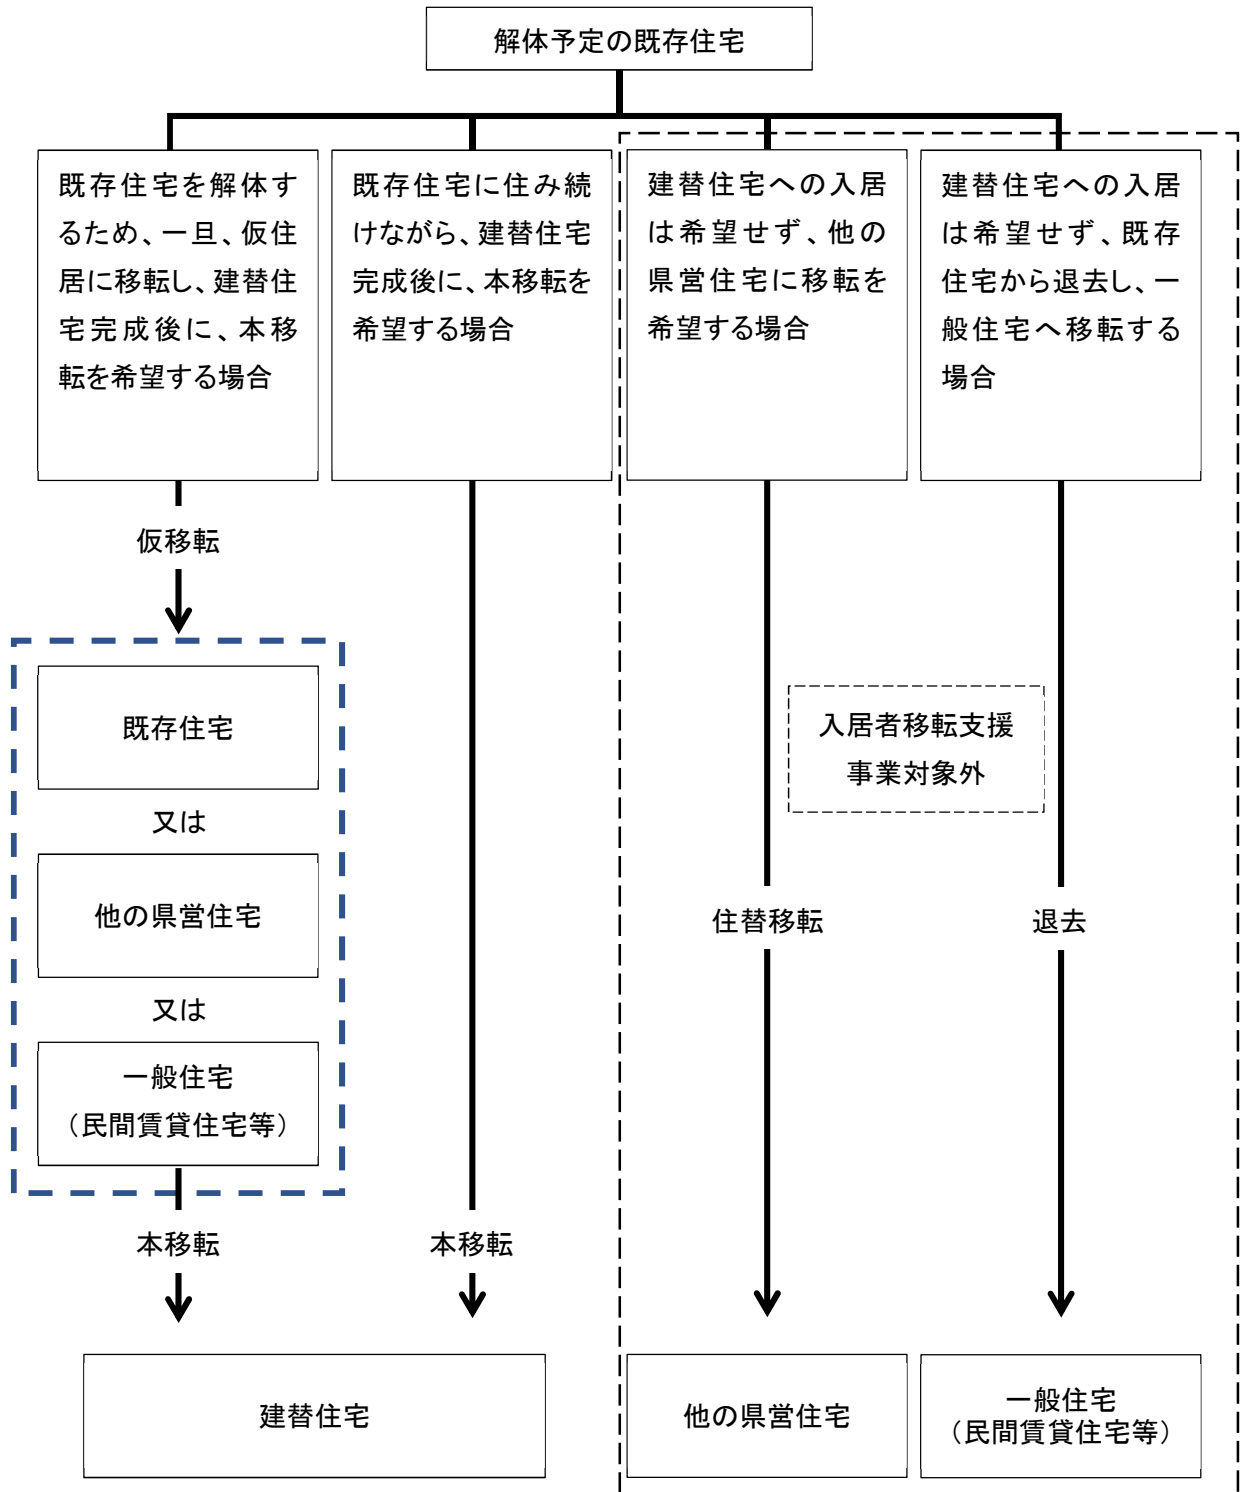 解体予定の既存住宅
既存住宅を解体す
るため、一旦、仮住
居に移転し、建替住
宅完成後に、本移
転を希望する場合
既存住宅に住み続
けながら、建替住宅
完成後に、本移転を
希望する場合
建替住宅への入居
は希望せず、他の
県営住宅に移転を
希望する場合
建替住宅への入居
は希望せず、既存
住宅から退去し、一
般住宅へ移転する
場合
仮移転
既存住宅
又は
他の県営住宅
又は
一般住宅
（民間賃貸住宅等）
入居者移転支援
事業対象外
住替移転
退去
本移転
本移転
建替住宅
他の県営住宅
一般住宅
（民間賃貸住宅等）